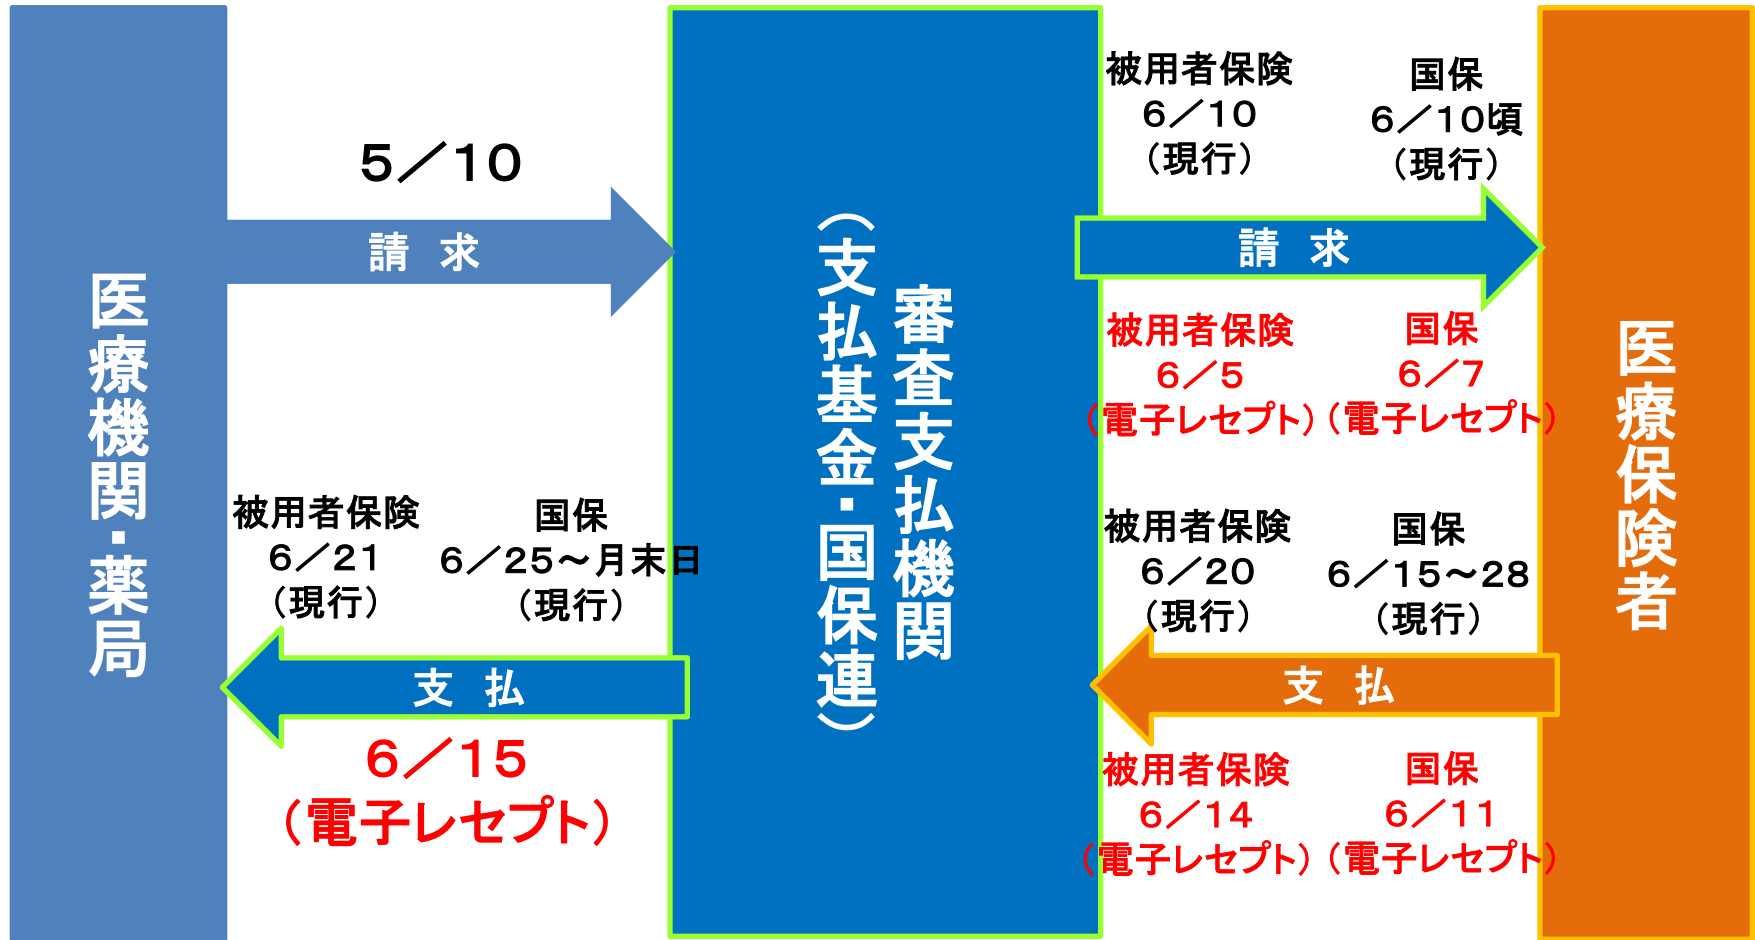 医療機関・薬局
5／10
請 求
被用者保険
6／21
（現行）
国保
6／25～月末日
（現行）
支 払
6／15
（電子レセプト）
審査支払機関
（支払基金・国保連）
被用者保険
6／10
（現行）
国保
6／10頃
（現行）
請 求
被用者保険
6／5
（電子レセプト）
国保
6／7
（電子レセプト）
被用者保険
6／20
（現行）
国保
6／15～28
（現行）
支 払
被用者保険
6／14
（電子レセプト）
国保
6／11
（電子レセプト）
医療保険者